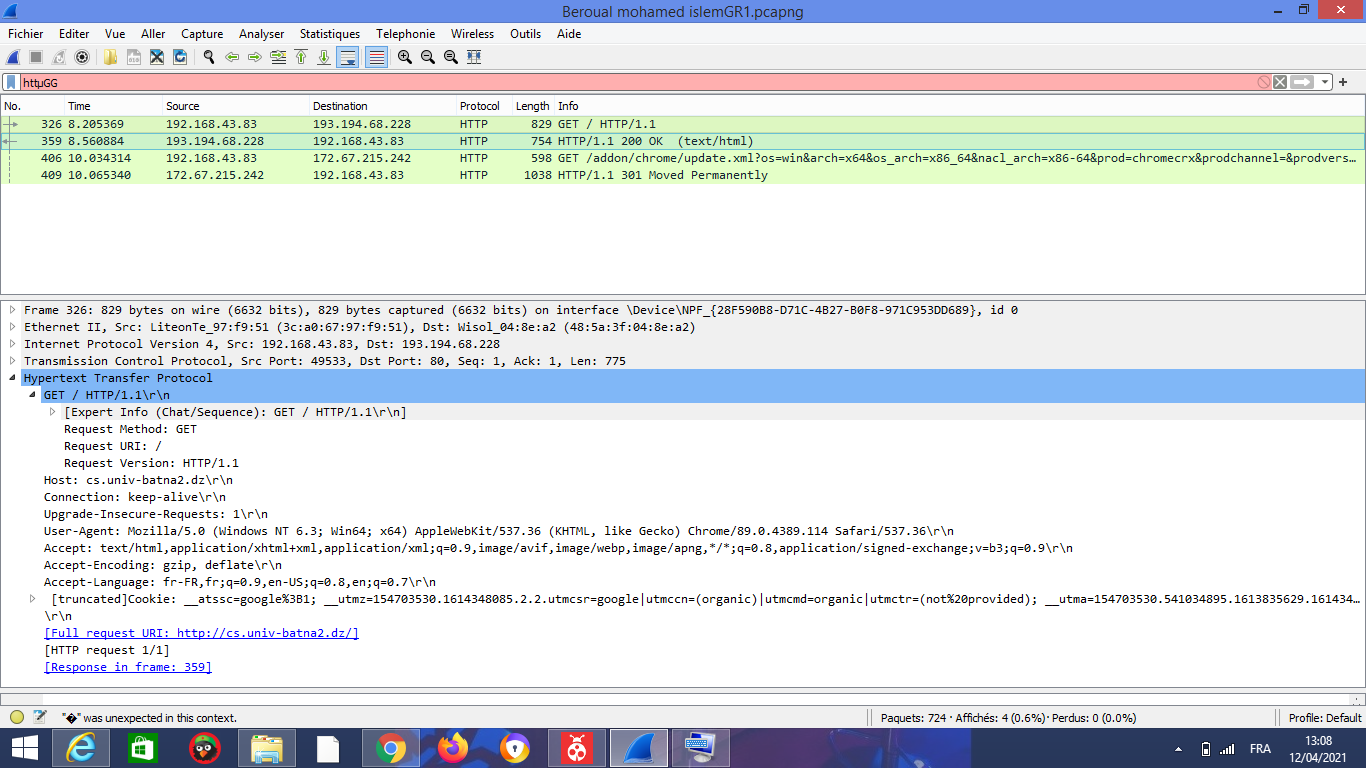 Beroual mohamed islemGR1.pcapng
Fichier Editer Vue Aller Capture Analyser Statistiques Telephonie Wireless Outils Aide
httµGG
No. Time Source Destination Protocol Length Info
326 8.205369 192.168.43.83 193.194.68.228 HTTP 829 GET / HTTP/1.1
359 8.560884 193.194.68.228 192.168.43.83 HTTP 754 HTTP/1.1 200 OK (text/html)
406 10.034314 192.168.43.83 172.67.215.242 HTTP 598 GET /addon/chrome/update.xml?os=win&arch=x64&os_arch=x86_64&nacl_arch=x86-64&prod=chromecrx&prodchannel=&prodvers…
409 10.065340 172.67.215.242 192.168.43.83 HTTP 1038 HTTP/1.1 301 Moved Permanently
Frame 326: 829 bytes on wire (6632 bits), 829 bytes captured (6632 bits) on interface \Device\NPF_{28F590B8-D71C-4B27-B0F8-971C953DD689}, id 0
Ethernet II, Src: LiteonTe_97:f9:51 (3c:a0:67:97:f9:51), Dst: Wisol_04:8e:a2 (48:5a:3f:04:8e:a2)
Internet Protocol Version 4, Src: 192.168.43.83, Dst: 193.194.68.228
Transmission Control Protocol, Src Port: 49533, Dst Port: 80, Seq: 1, Ack: 1, Len: 775
Hypertext Transfer Protocol
GET / HTTP/1.1\r\n
[Expert Info (Chat/Sequence): GET / HTTP/1.1\r\n]
Request Method: GET
Request URI: /
Request Version: HTTP/1.1
Host: cs.univ-batna2.dz\r\n
Connection: keep-alive\r\n
Upgrade-Insecure-Requests: 1\r\n
User-Agent: Mozilla/5.0 (Windows NT 6.3; Win64; x64) AppleWebKit/537.36 (KHTML, like Gecko) Chrome/89.0.4389.114 Safari/537.36\r\n
Accept: text/html,application/xhtml+xml,application/xml;q=0.9,image/avif,image/webp,image/apng,*/*;q=0.8,application/signed-exchange;v=b3;q=0.9\r\n
Accept-Encoding: gzip, deflate\r\n
Accept-Language: fr-FR,fr;q=0.9,en-US;q=0.8,en;q=0.7\r\n
[truncated]Cookie: __atssc=google%3B1; __utmz=154703530.1614348085.2.2.utmcsr=google|utmccn=(organic)|utmcmd=organic|utmctr=(not%20provided); __utma=154703530.541034895.1613835629.161434…
\r\n
[Full request URI: http://cs.univ-batna2.dz/]
[HTTP request 1/1]
[Response in frame: 359]
"�" was unexpected in this context. Paquets: 724 · Affichés: 4 (0.6%) · Perdus: 0 (0.0%) Profile: Default
FRA
13:08
12/04/2021